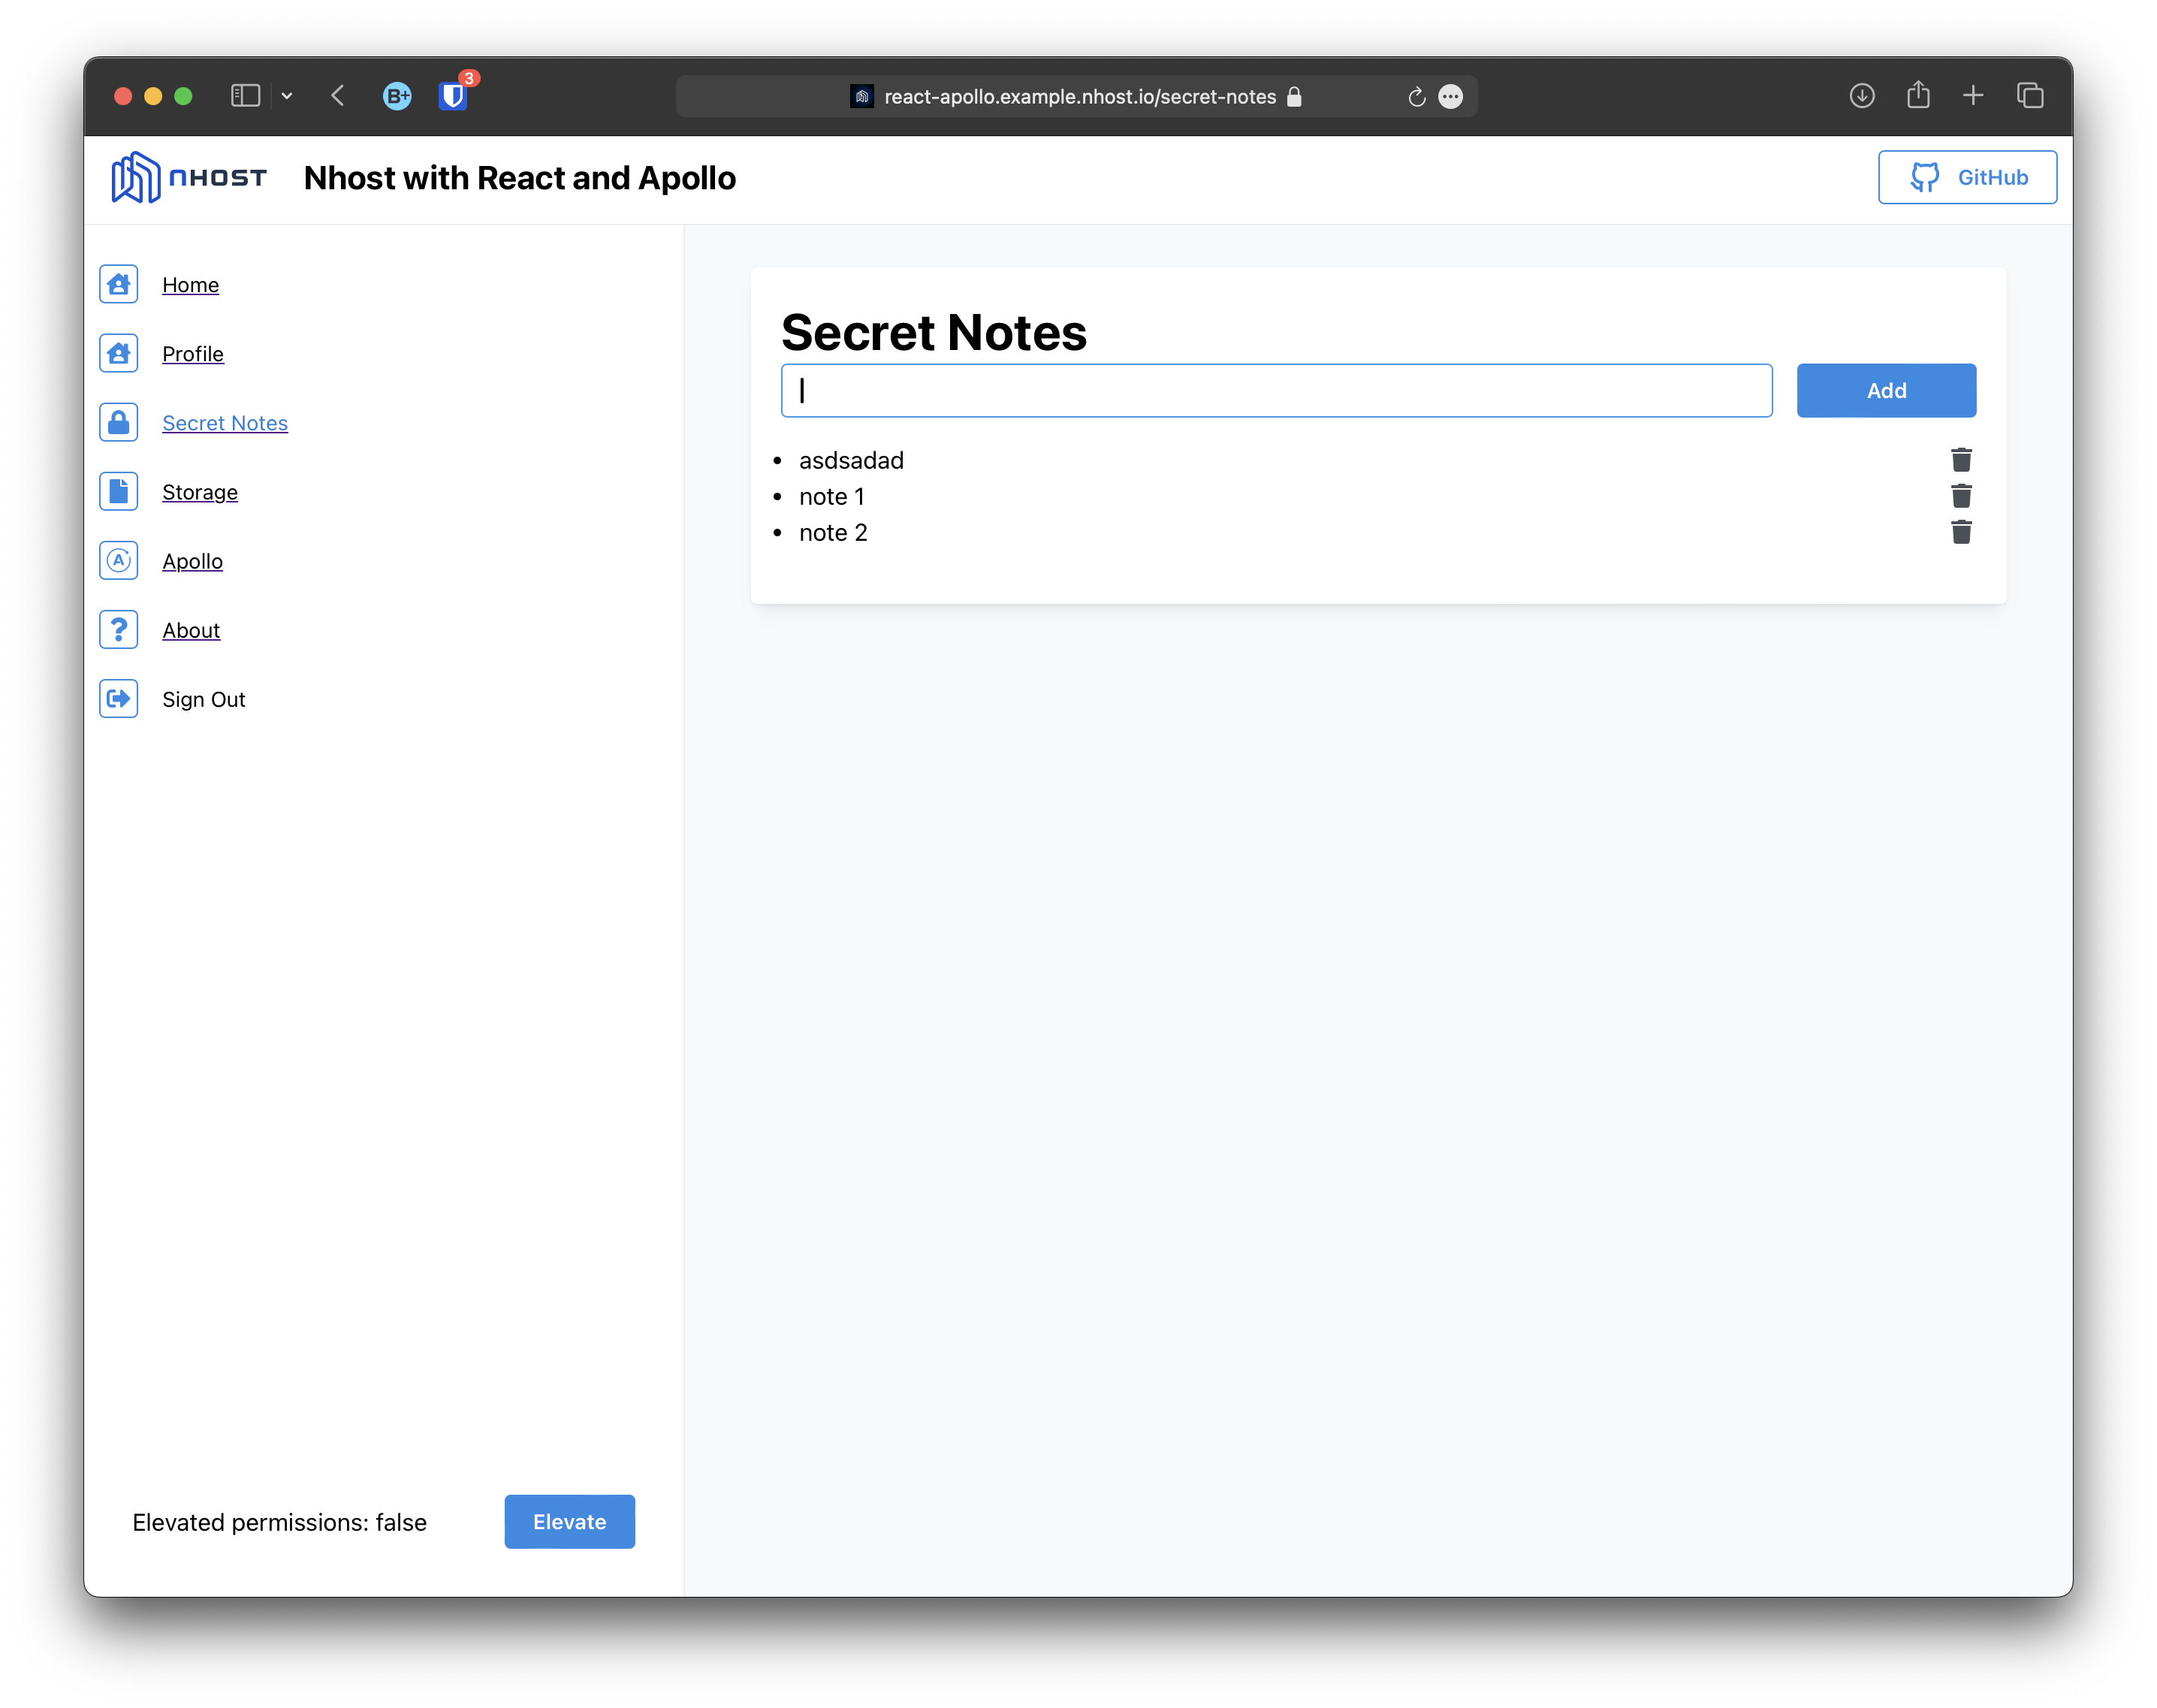 B+
3
react-apollo.example.nhost.io/secret-notes
nHOST
Nhost with React and Apollo
GitHub
Home
Profile
Secret Notes
Storage
A
Apollo
?
About
Sign Out
Secret Notes
Add
asdsadad
note 1
note 2
Elevated permissions: false
Elevate